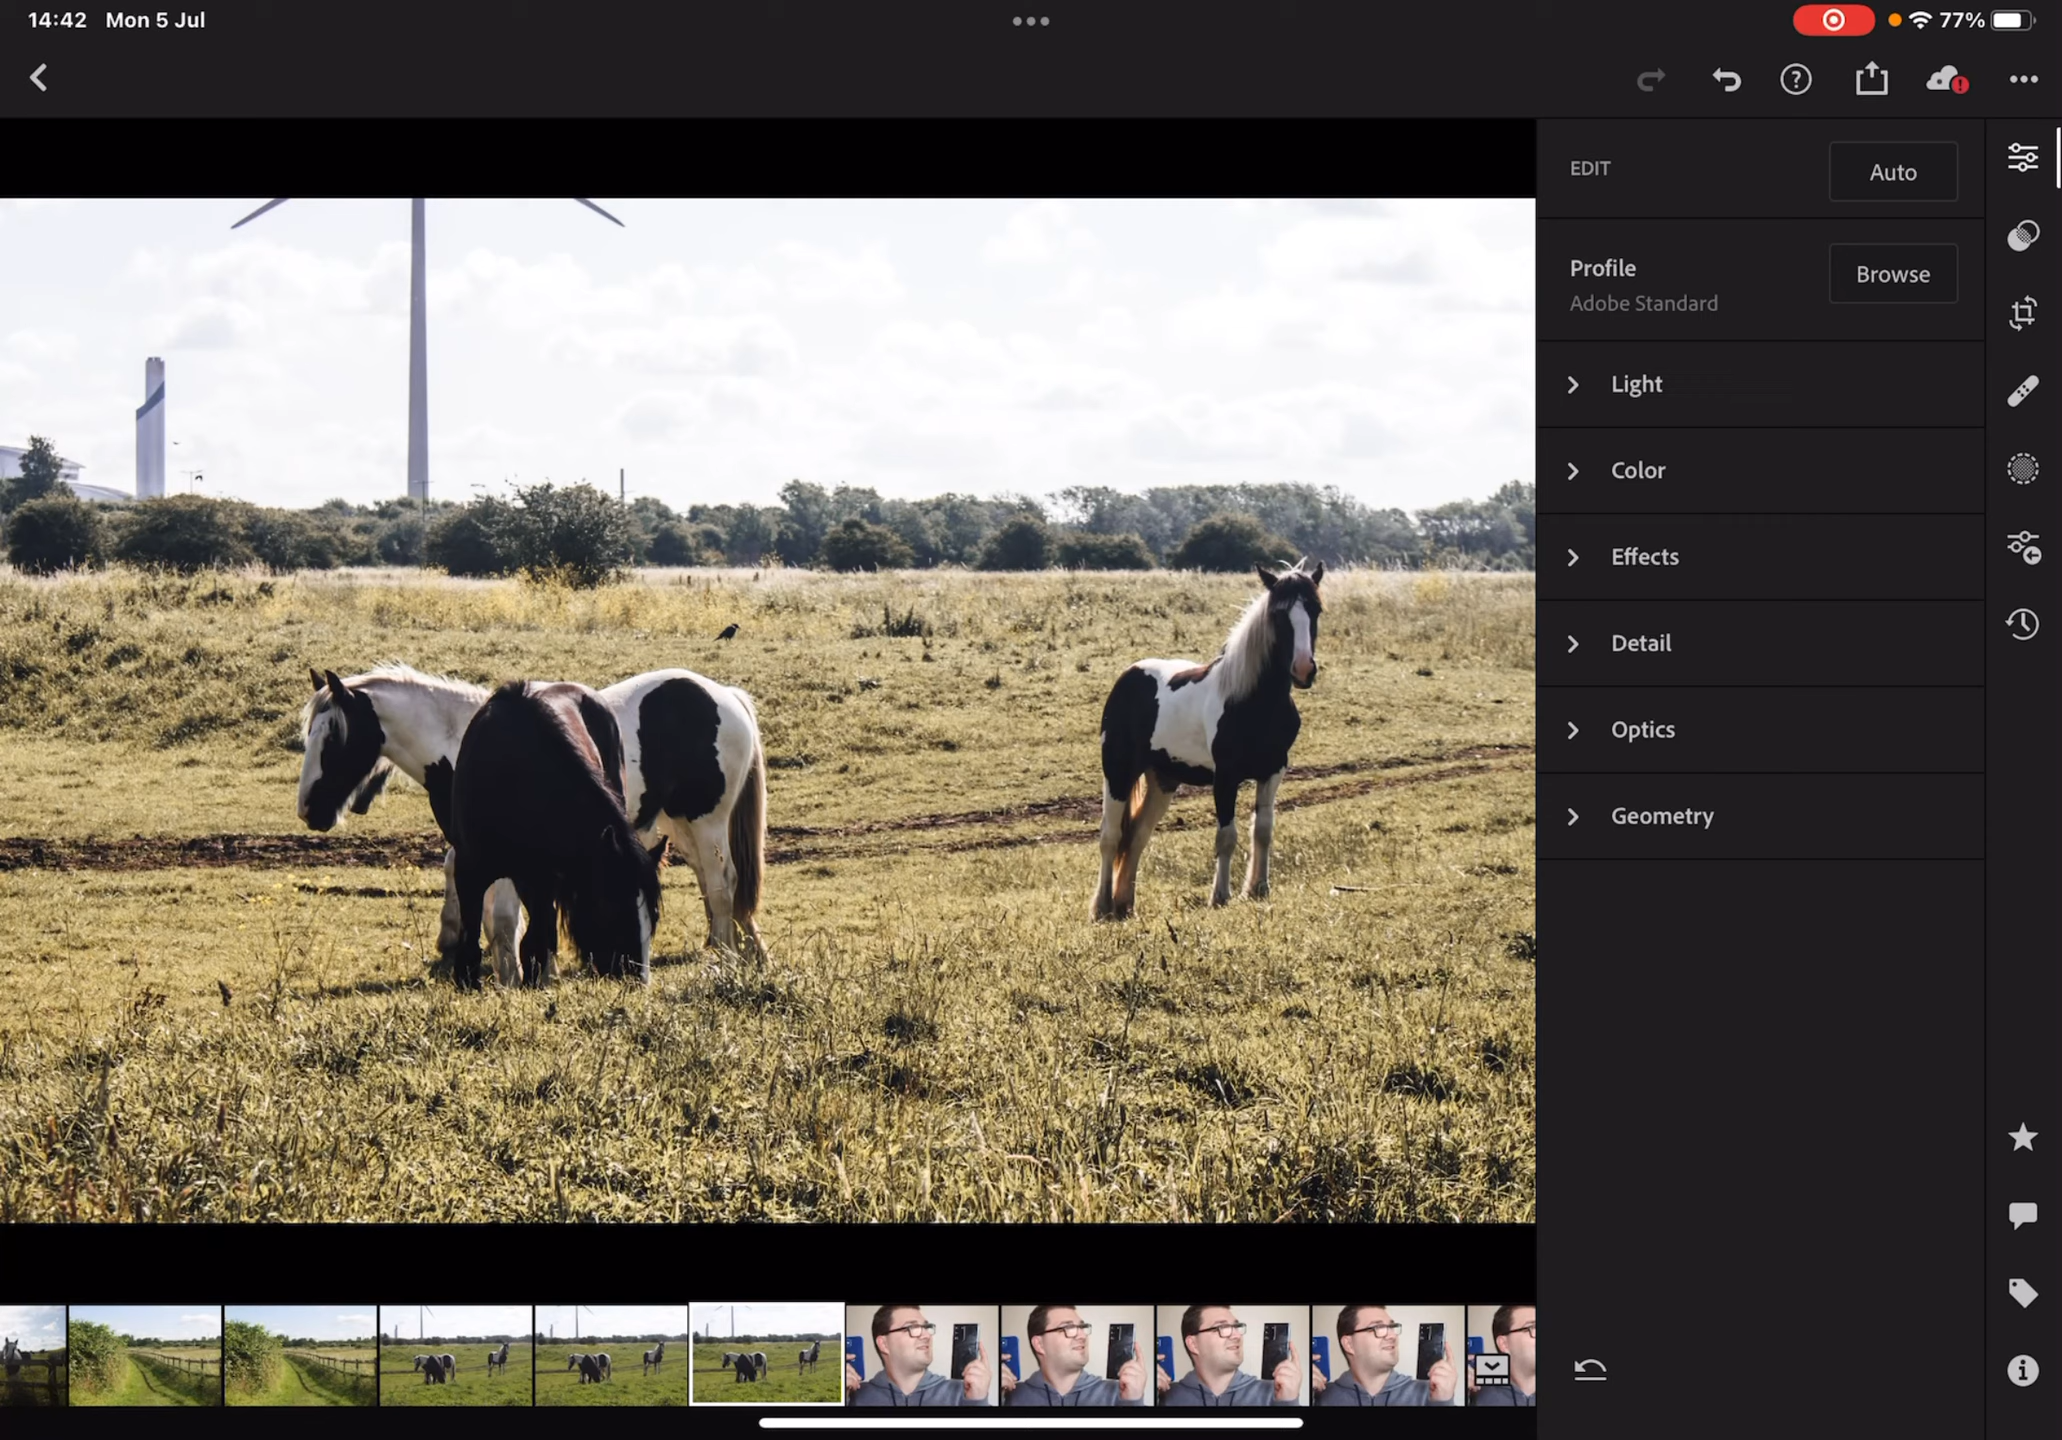 14:42 Mon 5 Jul
77%
EDIT
Auto
Profile
Adobe Standard
Browse
Light
Color
Effects
Detail
Optics
Geometry